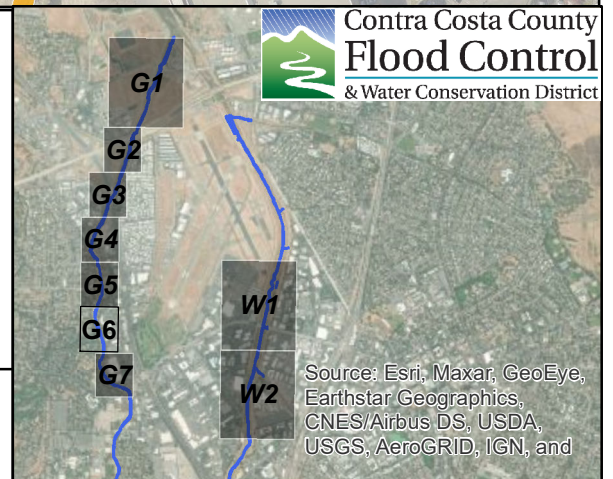 Contra Costa County
Flood Control
& Water Conservation District
G1
G2
G3
G4
G5
G6
G7
W1
W2
Source: Esri, Maxar, GeoEye,
Earthstar Geographics,
CNES/Airbus DS, USDA,
USGS, AeroGRID, IGN, and